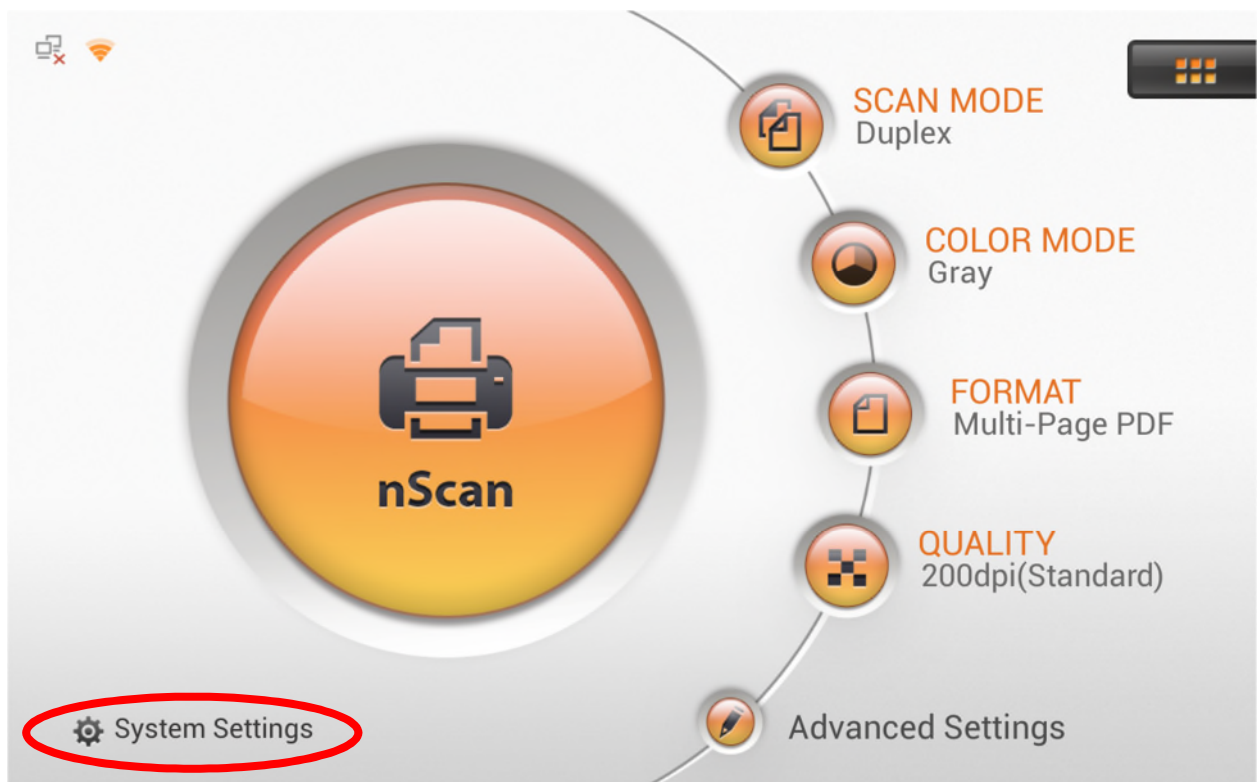 SCAN MODE
Duplex
COLOR MODE
Gray
FORMAT
Multi-Page PDF
nScan
QUALITY
200dpi(Standard)
System Settings
Advanced Settings